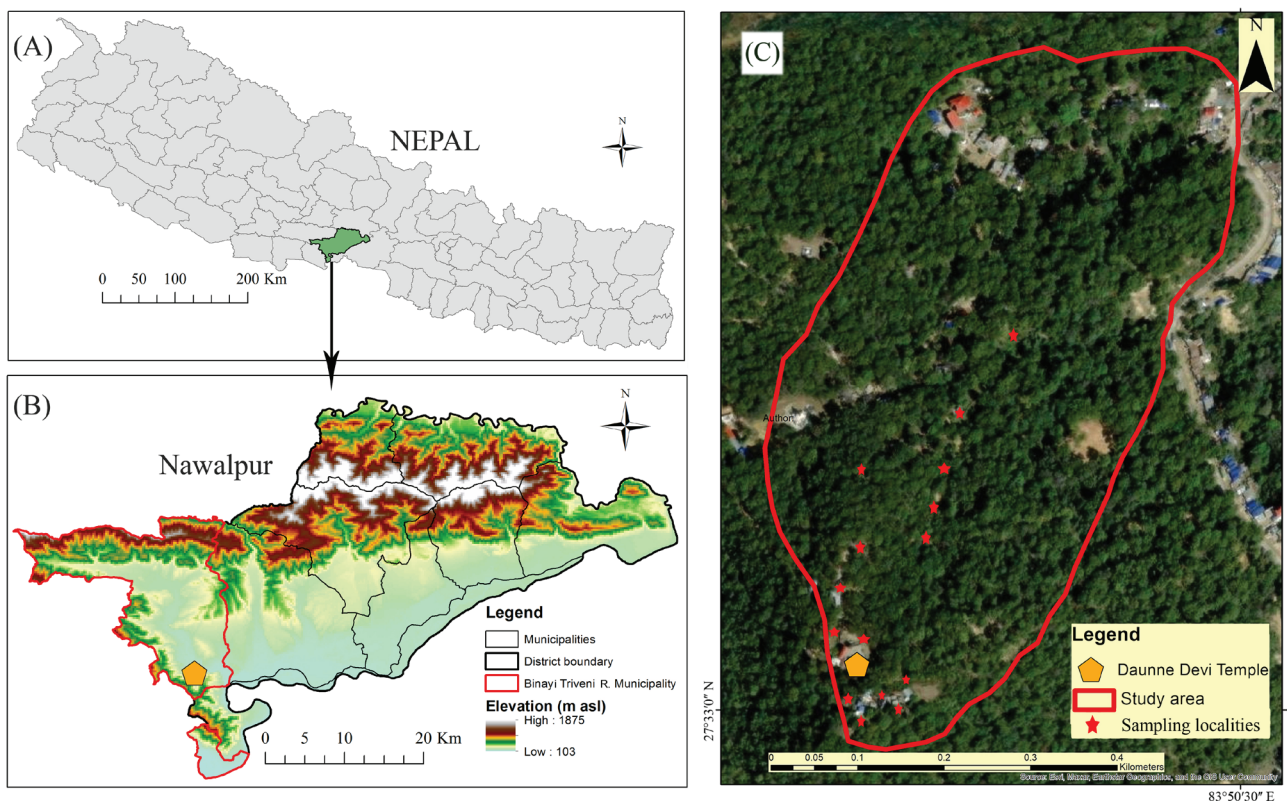 (A)
NEPAL
N
0 50 100 200 Km
(B)
Nawalpur
N
Legend
Municipalities
District boundary
Binayi Triveni R. Municipality
Elevation (m asl)
High : 1875
Low : 103
0 5 10 20 Km
(C)
N
Authon
Legend
Daunne Devi Temple
Study area
Sampling localities
0 0.05 0.1 0.2 0.3 0.4
Kilometers
Source: Esri, Maxar, Earthstar Geographics, and the GIS User Community
27°33'0" N
83°50'30" E